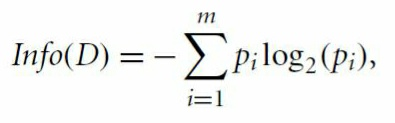 Info(D) = − ∑_{i=1}^{m} p_i log_2(p_i),